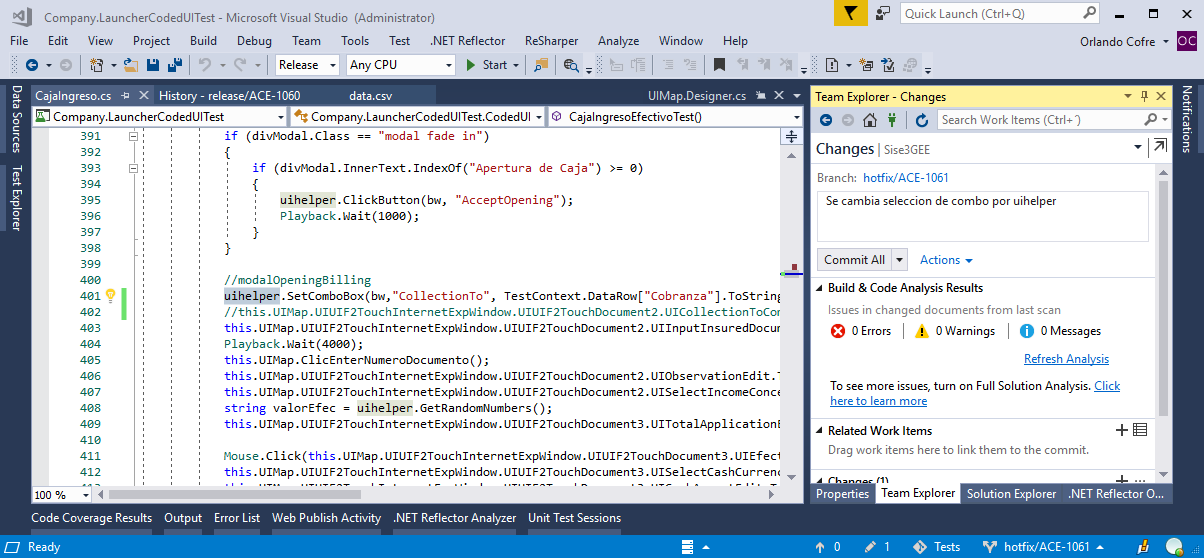 Company.LauncherCodedUITest - Microsoft Visual Studio (Administrator)
Quick Launch (Ctrl+Q)
File Edit View Project Build Debug Team Tools Test .NET Reflector ReSharper Analyze Window Help
Orlando Cofre
OC
Release Any CPU Start
Data Sources
Test Explorer
CajaIngreso.cs History - release/ACE-1060 data.csv UIMap.Designer.cs
Company.LauncherCodedUITest Company.LauncherCodedUITest.CodedUI CajaIngresoEfectivoTest()
391 if (divModal.Class == "modal fade in")
392 {
393 if (divModal.InnerText.IndexOf("Apertura de Caja") >= 0)
394 {
395 uihelper.ClickButton(bw, "AcceptOpening");
396 Playback.Wait(1000);
397 }
398 }
399
400 //modalOpeningBilling
401 uihelper.SetComboBox(bw,"CollectionTo", TestContext.DataRow["Cobranza"].ToString
402 //this.UIMap.UIUIF2TouchInternetExpWindow.UIUIF2TouchDocument2.UICollectionToCom
403 this.UIMap.UIUIF2TouchInternetExpWindow.UIUIF2TouchDocument2.UIInputInsuredDocum
404 Playback.Wait(4000);
405 this.UIMap.ClicEnterNumeroDocumento();
406 this.UIMap.UIUIF2TouchInternetExpWindow.UIUIF2TouchDocument2.UIObservationEdit.T
407 this.UIMap.UIUIF2TouchInternetExpWindow.UIUIF2TouchDocument2.UISelectIncomeConce
408 string valorEfec = uihelper.GetRandomNumbers();
409 this.UIMap.UIUIF2TouchInternetExpWindow.UIUIF2TouchDocument3.UITotalApplicationE
410
411 Mouse.Click(this.UIMap.UIUIF2TouchInternetExpWindow.UIUIF2TouchDocument3.UIEfect
412 this.UIMap.UIUIF2TouchInternetExpWindow.UIUIF2TouchDocument3.UISelectCashCurrenc
100 %
Team Explorer - Changes
Search Work Items (Ctrl+´)
Changes | Sise3GEE
Branch: hotfix/ACE-1061
Se cambia seleccion de combo por uihelper
Commit All Actions
Build & Code Analysis Results
Issues in changed documents from last scan
0 Errors 0 Warnings 0 Messages
Refresh Analysis
To see more issues, turn on Full Solution Analysis. Click
here to learn more
Related Work Items
Drag work items here to link them to the commit.
Changes (1)
Properties Team Explorer Solution Explorer .NET Reflector O...
Notifications
Code Coverage Results Output Error List Web Publish Activity .NET Reflector Analyzer Unit Test Sessions
Ready 0 1 Tests hotfix/ACE-1061